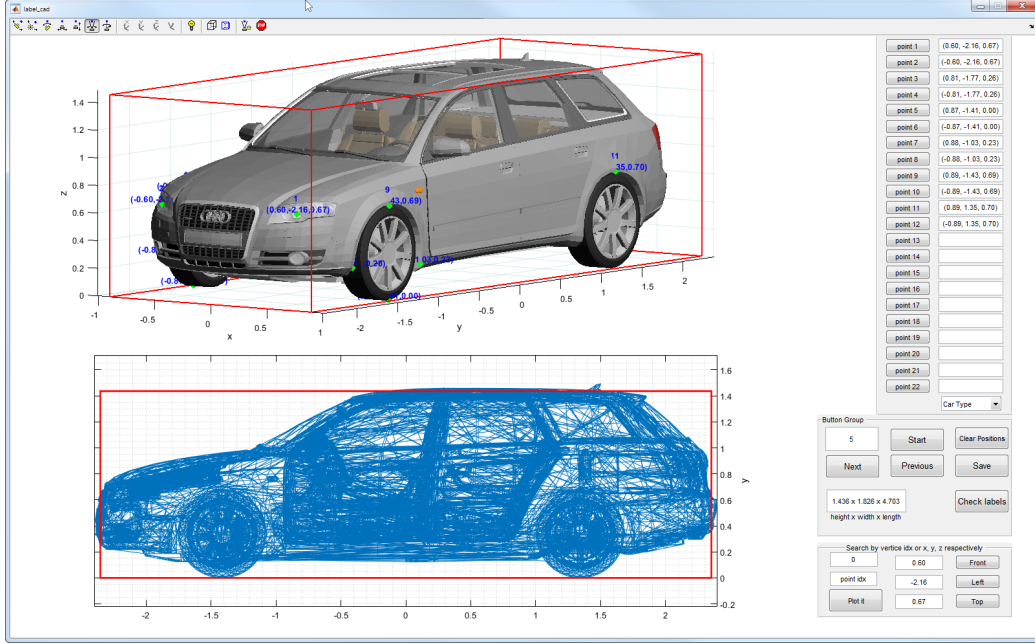 label_cad
point 1 (0.60, -2.16, 0.67)
point 2 (-0.60, -2.16, 0.67)
point 3 (0.81, -1.77, 0.26)
point 4 (-0.81, -1.77, 0.26)
point 5 (0.87, -1.41, 0.00)
point 6 (-0.87, -1.41, 0.00)
point 7 (0.88, -1.03, 0.23)
point 8 (-0.88, -1.03, 0.23)
point 9 (0.89, -1.43, 0.69)
point 10 (-0.89, -1.43, 0.69)
point 11 (0.89, 1.35, 0.70)
point 12 (-0.89, 1.35, 0.70)
point 13
point 14
point 15
point 16
point 17
point 18
point 19
point 20
point 21
point 22
Car Type
1.4
1.2
1
0.8
0.6
0.4
0.2
0
z
-1 -0.5 0 0.5 1
x
-2 -1.5 -1 -0.5 0 0.5 1 1.5 2
y
11
35,0.70)
9
43,0.69)
1
(0.60,-2.16,0.67)
(-0.60,
(-0.8
1.6
1.4
1.2
1
0.8
0.6
0.4
0.2
0
-0.2
y
-2 -1.5 -1 -0.5 0 0.5 1 1.5 2
Button Group
5 Start Clear Positions
Next Previous Save
1.436 x 1.826 x 4.703 Check labels
height x width x length
Search by vertice idx or x, y, z respectively
0 0.60 Front
point idx -2.16 Left
Plot it 0.67 Top